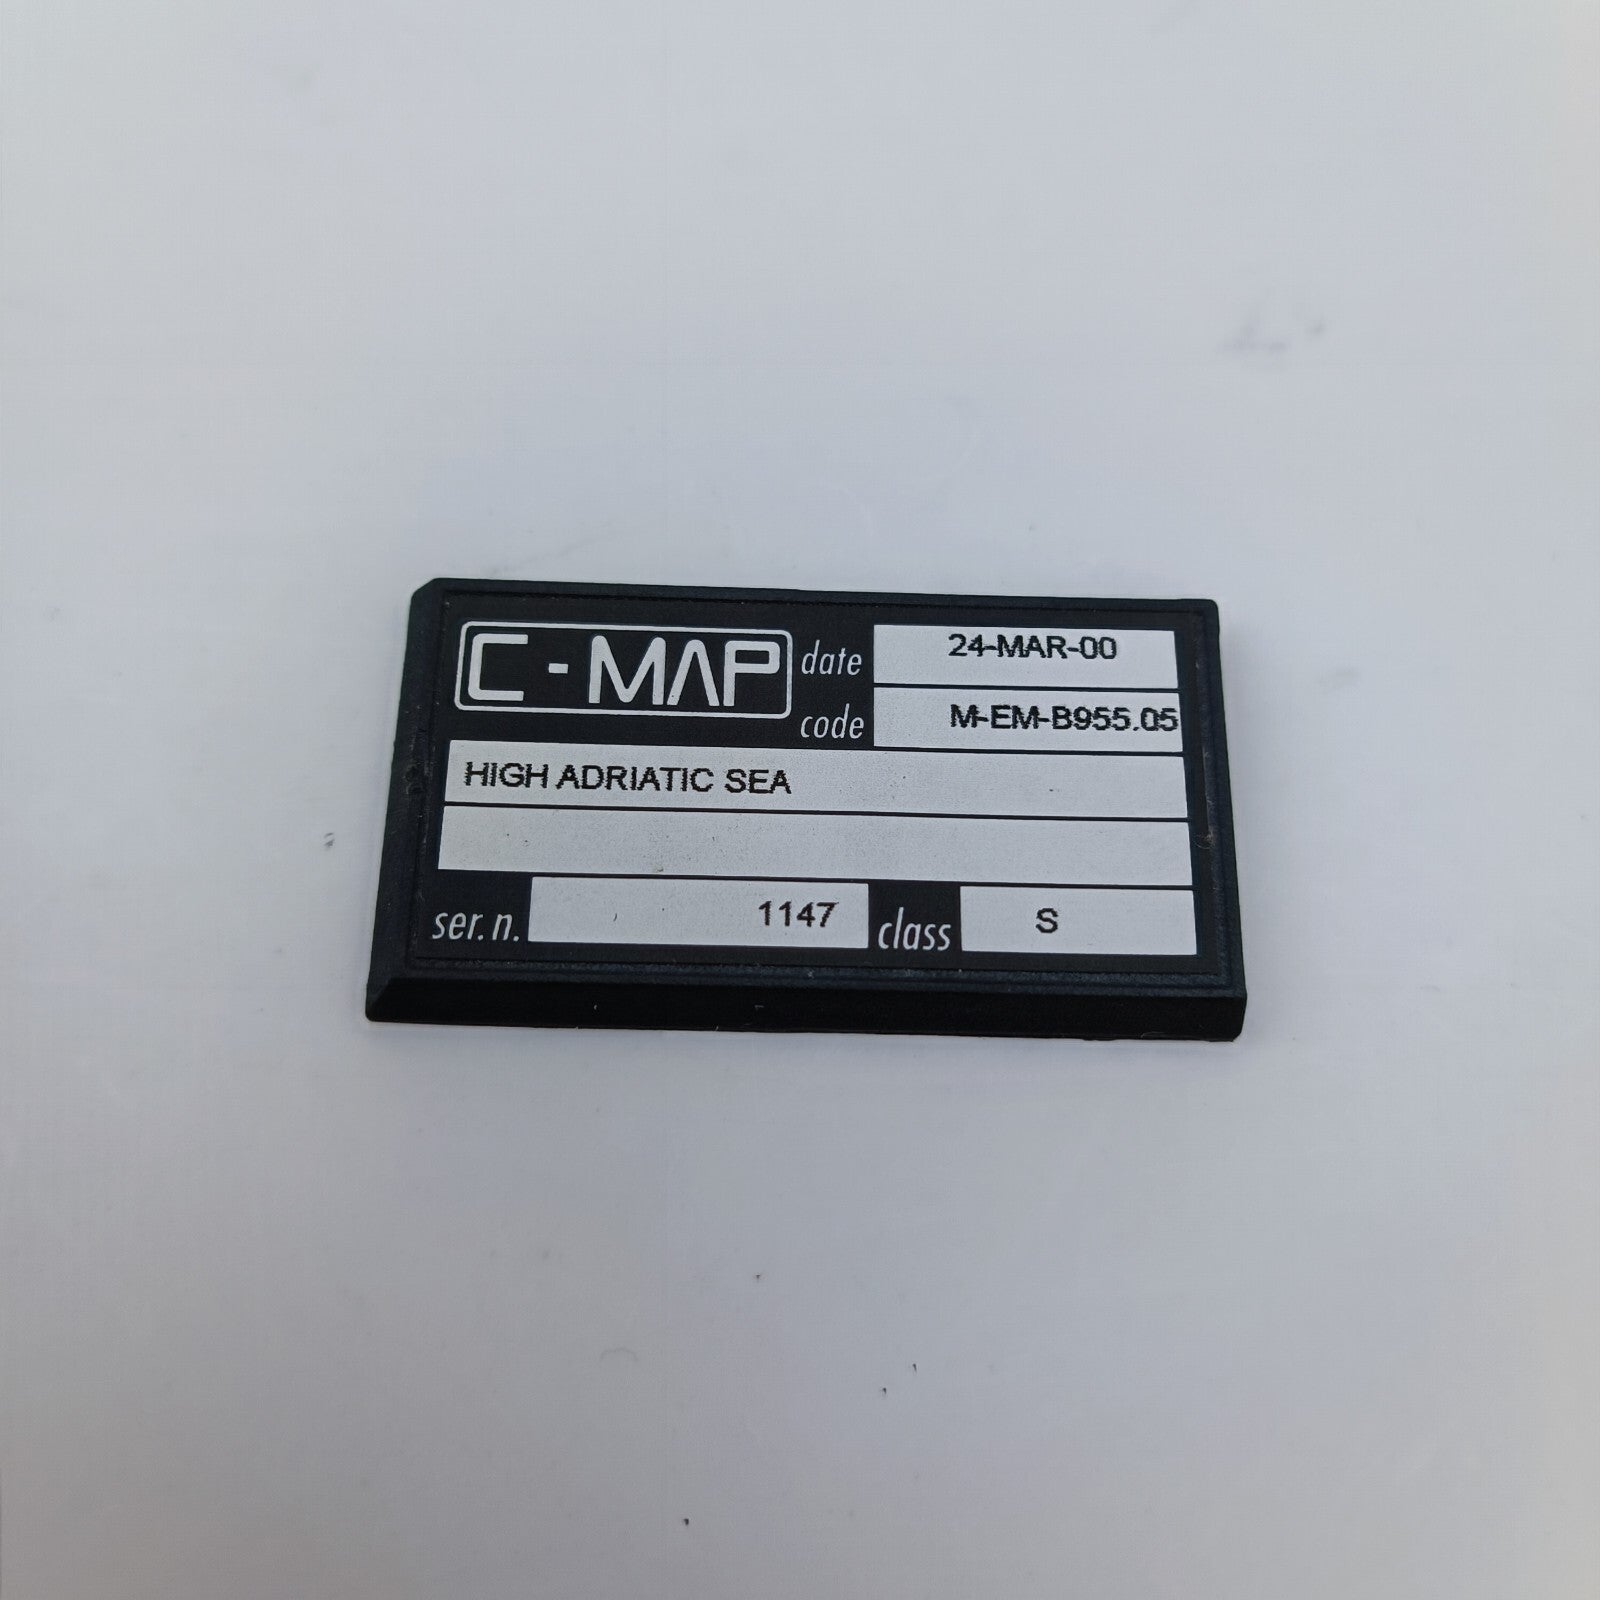 C-MAP date 24-MAR-00
code M-EM-B955.05
HIGH ADRIATIC SEA
ser. n. 1147 class S